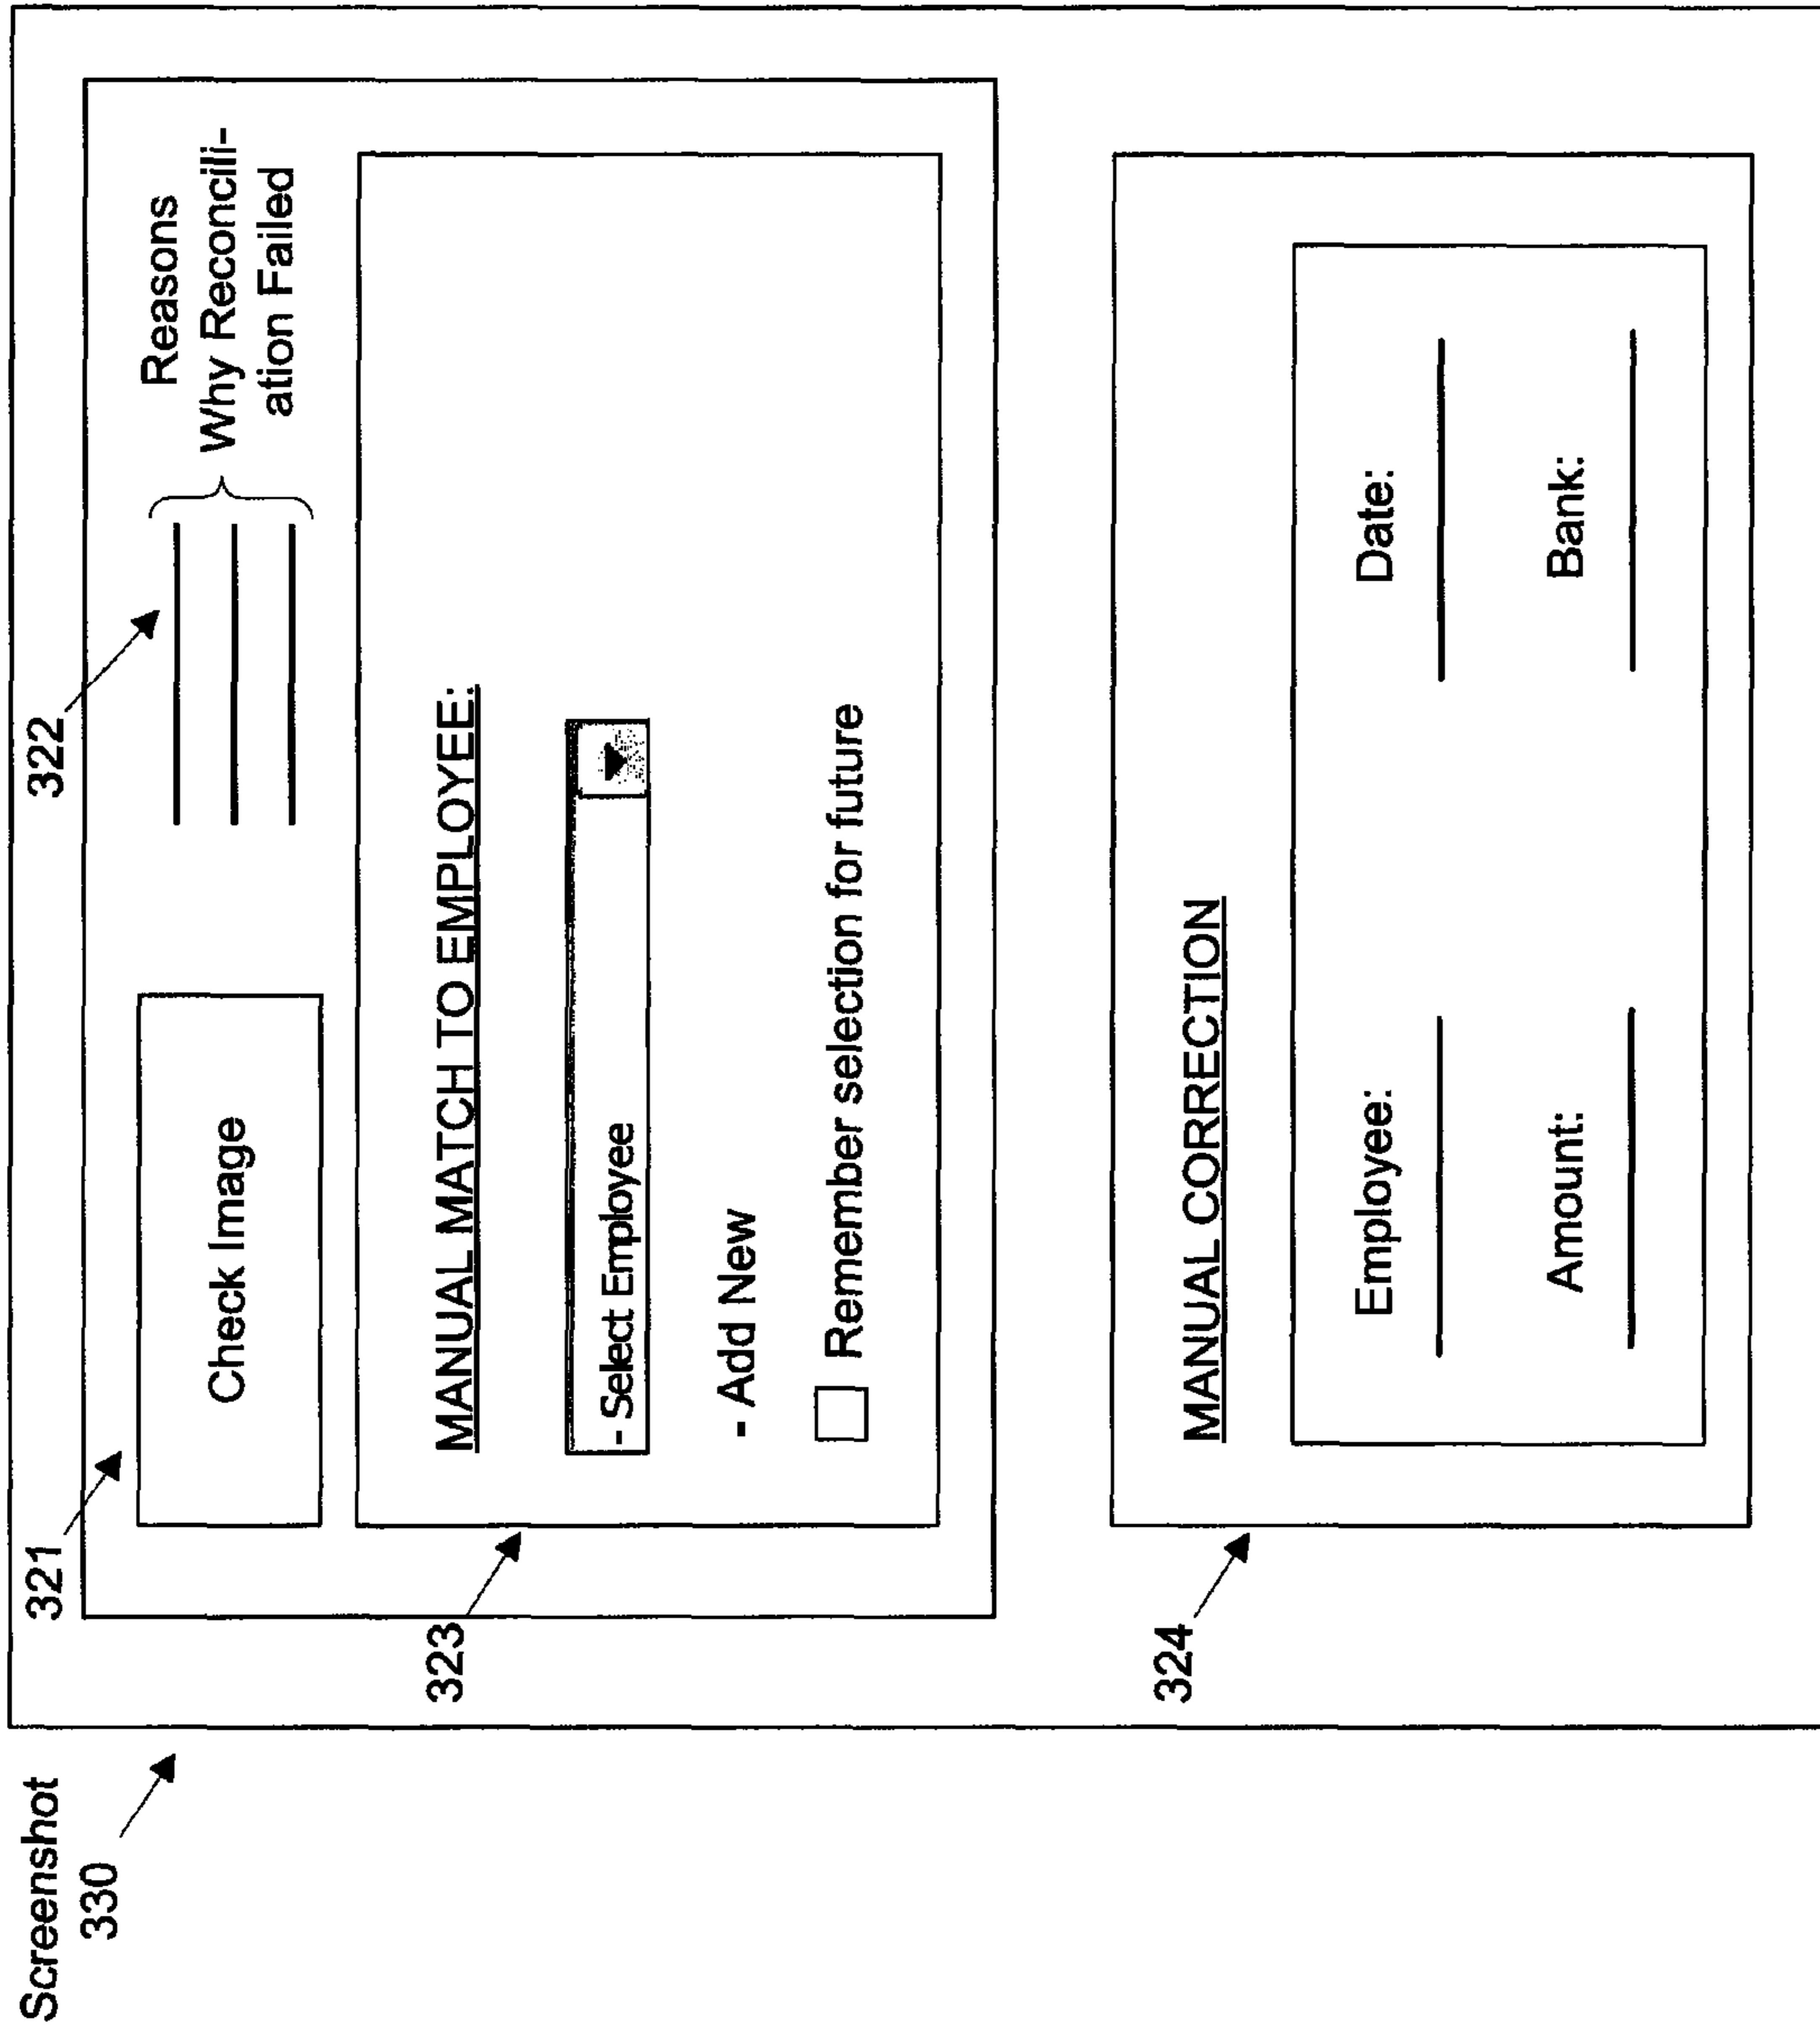 Screenshot
330
321
322
Check Image
Reasons
Why Reconcili-
ation Failed
323
MANUAL MATCH TO EMPLOYEE:
- Select Employee
- Add New
Remember selection for future
324
MANUAL CORRECTION
Employee:
Date:
Amount:
Bank: